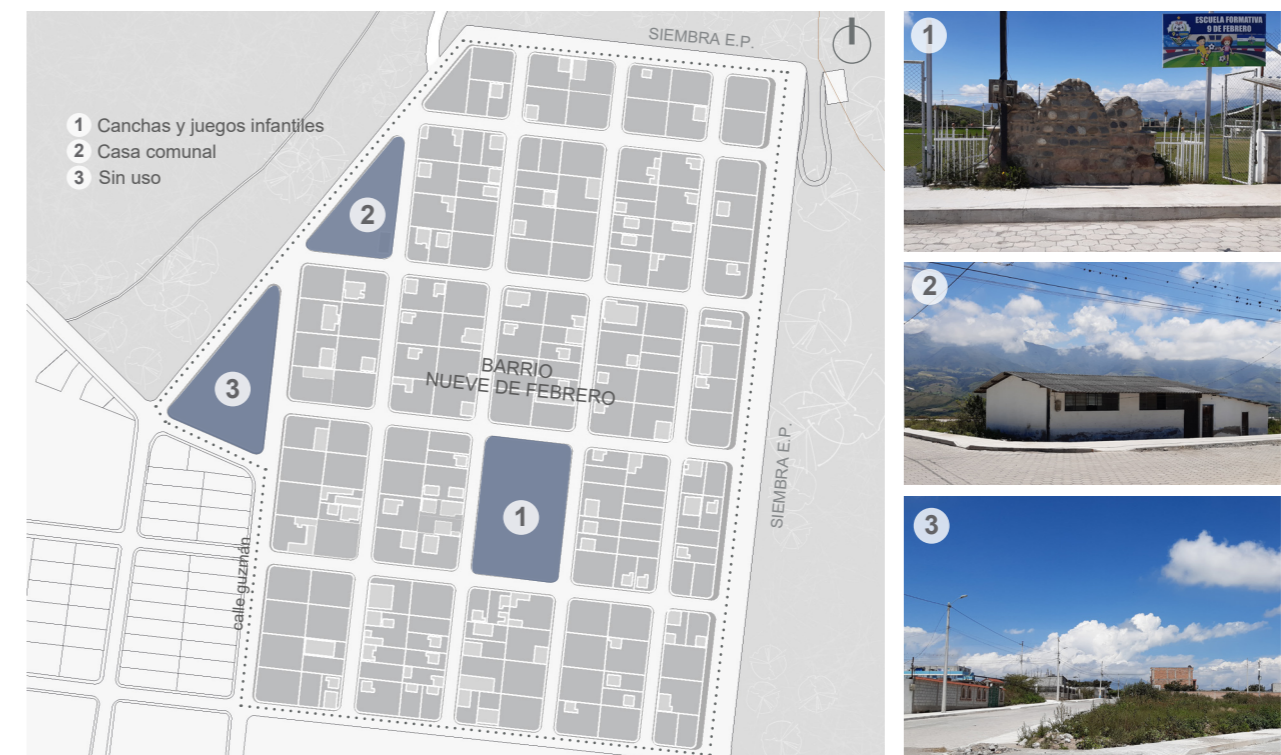 SIEMBRA E.P.
1 Canchas y juegos infantiles
2 Casa comunal
3 Sin uso
2
3
BARRIO
NUEVE DE FEBRERO
1
SIEMBRA E.P.
calle guzmán
1
ESCUELA FORMATIVA
9 DE FEBRERO
2
3